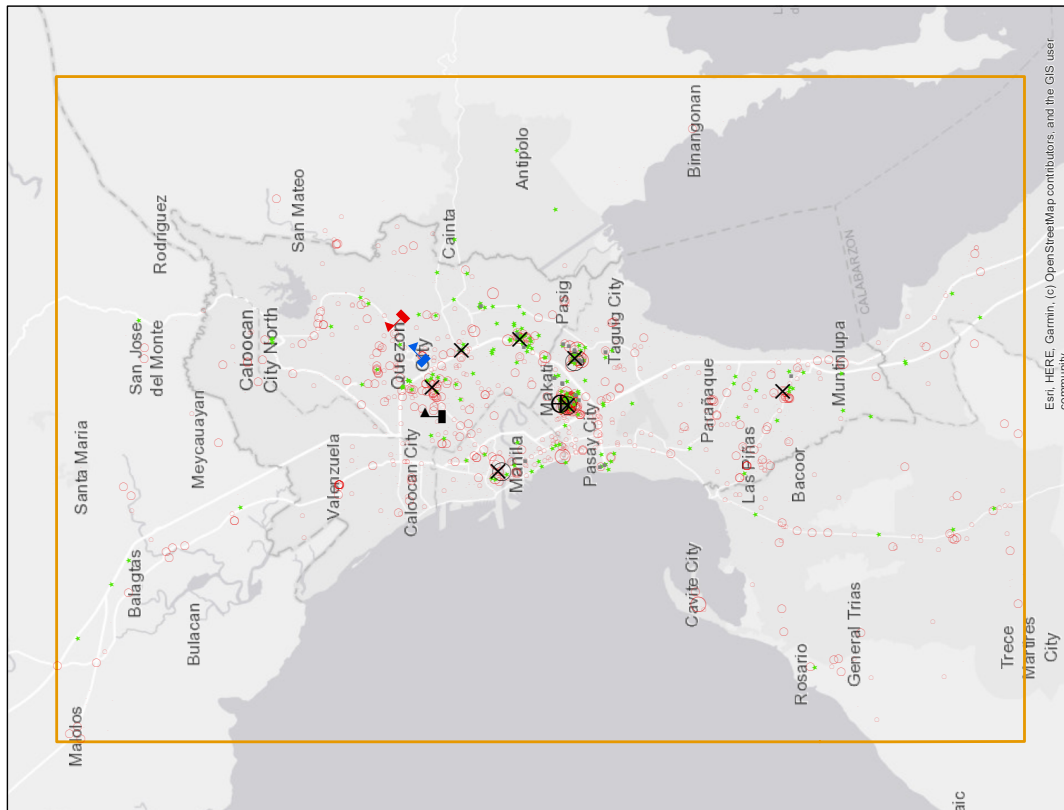 Santa Maria
Meycauayan
San Jose
del Monte
Rodriguez
Caloocan
City North
San Mateo
Malolos
Balagtas
Bulacan
Valenzuela
Caloocan City
Quezon
City
Cainta
Antipolo
Manila
Makati
Pasig
Pasay City
Taguig City
Binangonan
Parañaque
Las Piñas
Bacoor
Muntinlupa
CALABARZON
Cavite City
Rosario
General Trias
Trece
Martires
City
aic
Esri, HERE, Garmin, (c) OpenStreetMap contributors, and the GIS user
community